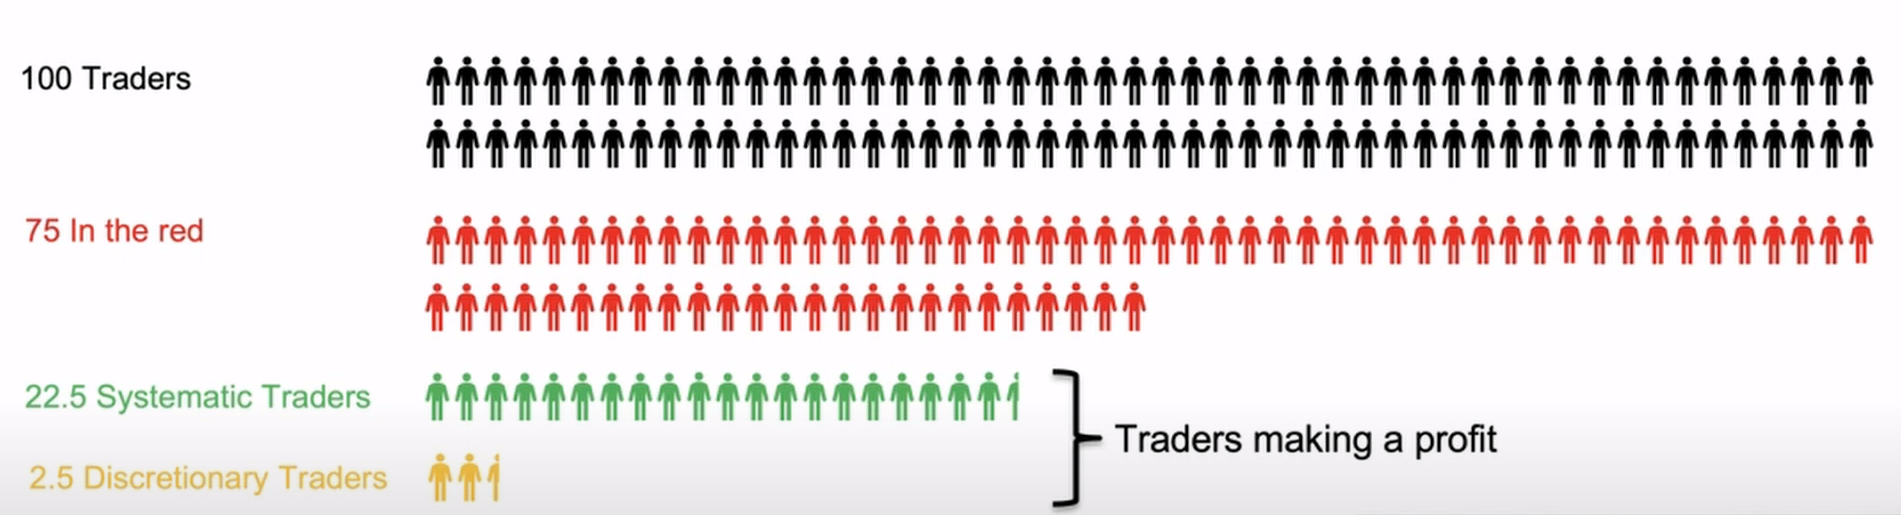 100 Traders
75 In the red
22.5 Systematic Traders
Traders making a profit
2.5 Discretionary Traders